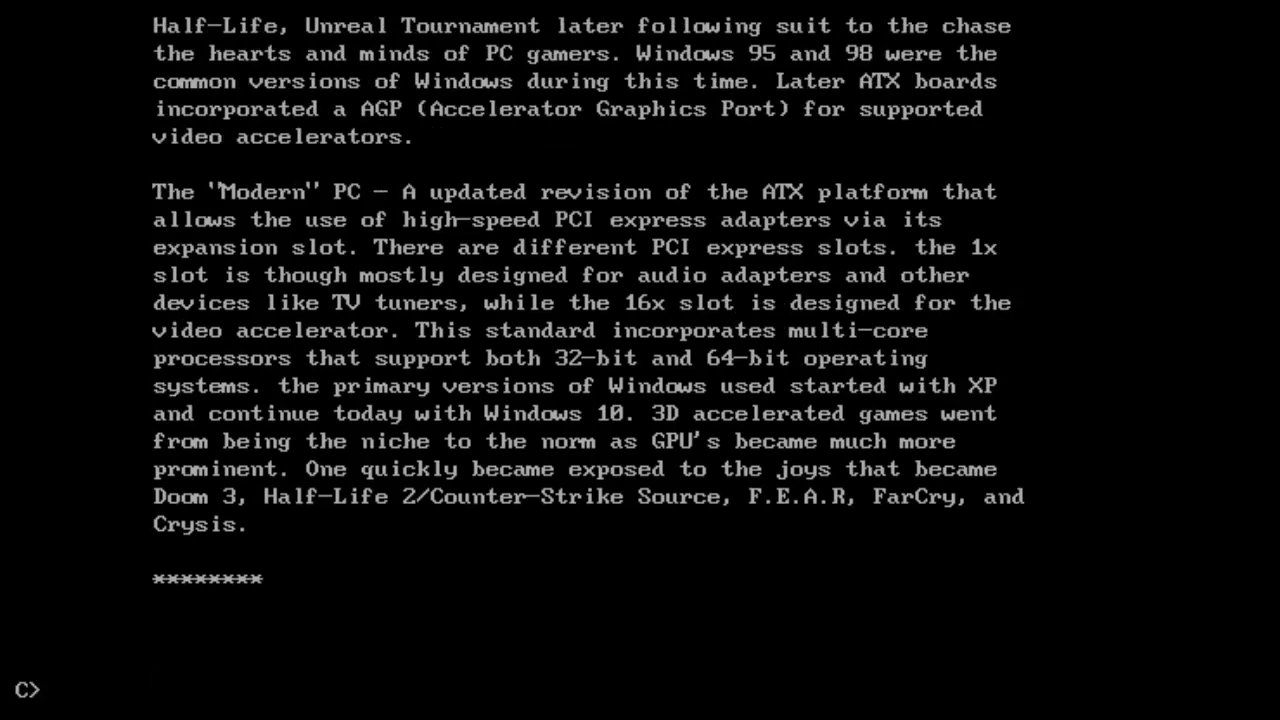 Half-Life, Unreal Tournament later following suit to the chase
the hearts and minds of PC gamers. Windows 95 and 98 were the
common versions of Windows during this time. Later ATX boards
incorporated a AGP (Accelerator Graphics Port) for supported
video accelerators.
The "Modern" PC - A updated revision of the ATX platform that
allows the use of high-speed PCI express adapters via its
expansion slot. There are different PCI express slots. the 1x
slot is though mostly designed for audio adapters and other
devices like TV tuners, while the 16x slot is designed for the
video accelerator. This standard incorporates multi-core
processors that support both 32-bit and 64-bit operating
systems. the primary versions of Windows used started with XP
and continue today with Windows 10. 3D accelerated games went
from being the niche to the norm as GPU's became much more
prominent. One quickly became exposed to the joys that became
Doom 3, Half-Life 2/Counter-Strike Source, F.E.A.R, FarCry, and
Crysis.
********
C>